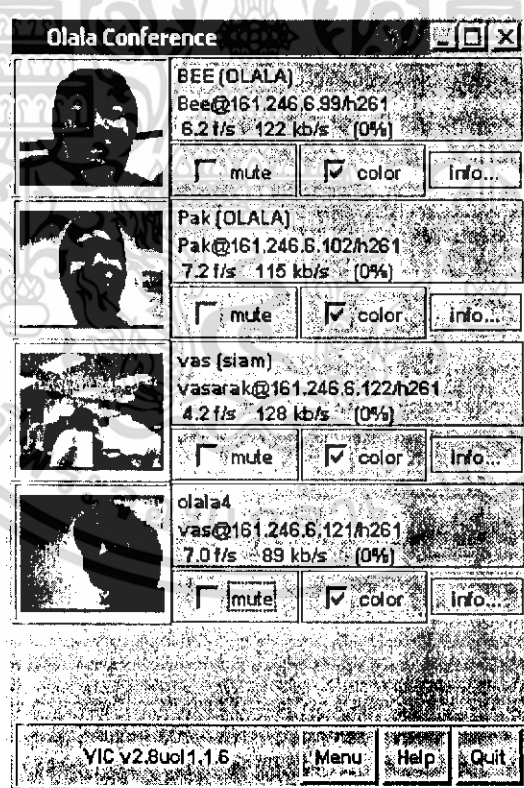 Olala Conference
BEE (OLALA)
Bee@161.246.6.99/h261
6.2 f/s 122 kb/s (0%)
mute color info...
Pak (OLALA)
Pak@161.246.6.102/h261
7.2 f/s 115 kb/s (0%)
mute color info...
vas (siam)
vasarak@161.246.6.122/h261
4.2 f/s 128 kb/s (0%)
mute color info...
olala4
vas@161.246.6.121/h261
7.0 f/s 89 kb/s (0%)
mute color info...
VIC v2.8ucl1.1.6 Menu Help Quit